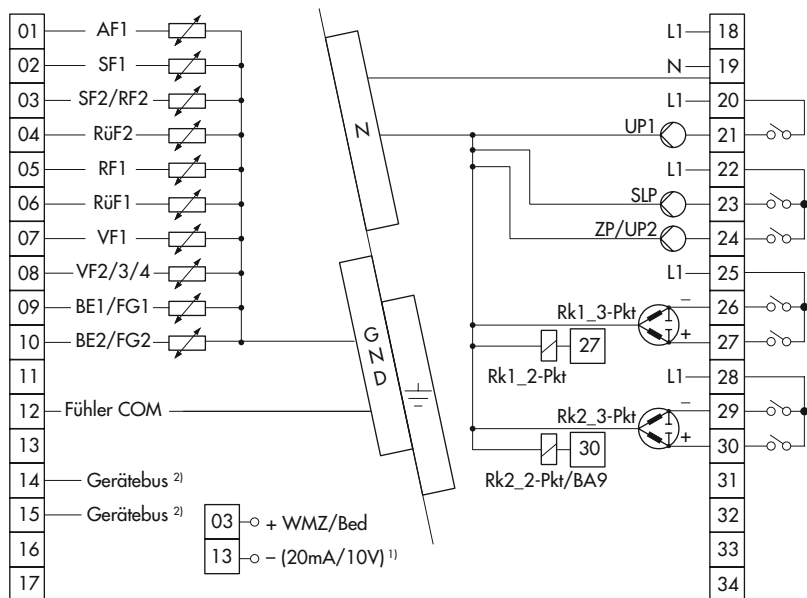 01 AF1 L1 18
02 SF1 N 19
03 SF2/RF2 L1 20
04 RüF2 N UP1 21
05 RF1 L1 22
06 RüF1 SLP 23
07 VF1 ZP/UP2 24
08 VF2/3/4 L1 25
09 BE1/FG1 Rk1_3-Pkt – 26
10 BE2/FG2 GND 27 + 27
Rk1_2-Pkt
11 L1 28
12 Fühler COM Rk2_3-Pkt – 29
13 30 + 30
Rk2_2-Pkt/BA9
14 Gerätebus 2) 31
15 Gerätebus 2) 03 + WMZ/Bed 32
16 13 – (20mA/10V) 1) 33
17 34